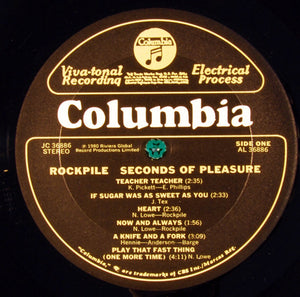 Columbia
Viva-tonal Recording
Electrical Process
Columbia
JC 36886
STEREO
℗ 1980 Riviera Global
Record Productions Limited
SIDE ONE
AL 36886
ROCKPILE SECONDS OF PLEASURE
TEACHER TEACHER (2:35)
K. Pickett—E. Phillips
IF SUGAR WAS AS SWEET AS YOU (2:33)
J. Tex
HEART (2:36)
N. Lowe—Rockpile
NOW AND ALWAYS (1:56)
N. Lowe—Rockpile
A KNIFE AND A FORK (3:09)
Hennie—Anderson—Barge
PLAY THAT FAST THING
(ONE MORE TIME) (4:11) N. Lowe
"Columbia," are trademarks of CBS Inc./Marcas Reg.